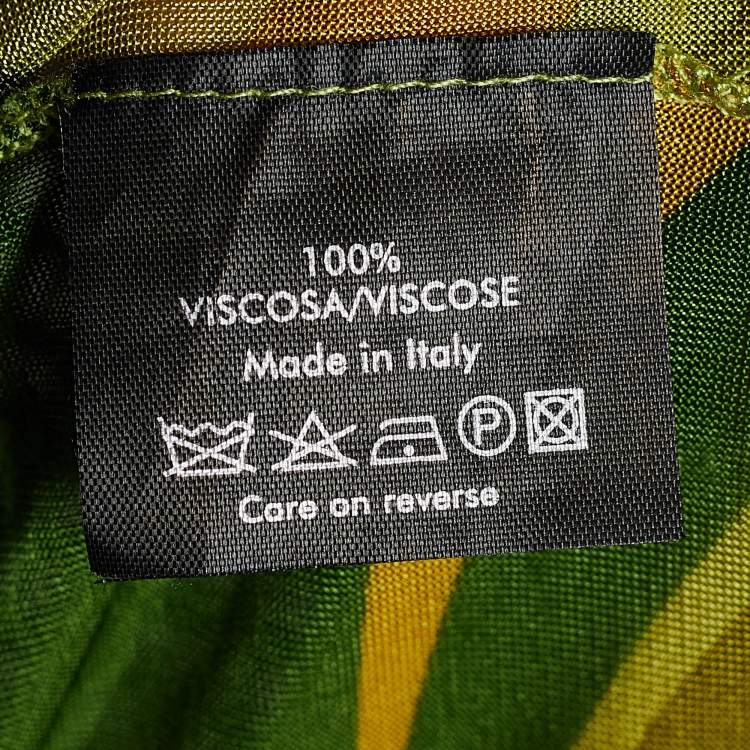 100%
VISCOSA/VISCOSE
Made in Italy
P
Care on reverse